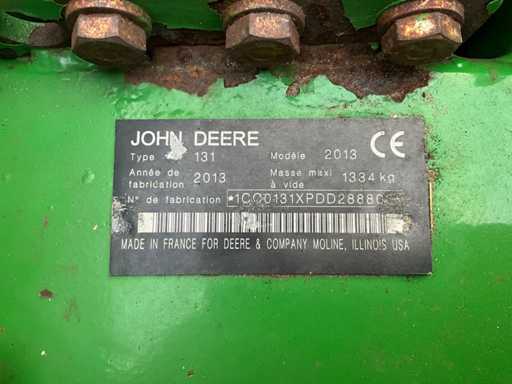 JOHN DEERE CE
Type 131 Modèle 2013
Année de fabrication 2013 Masse maxi à vide 1334 kg
N° de fabrication
MADE IN FRANCE FOR DEERE & COMPANY MOLINE, ILLINOIS USA